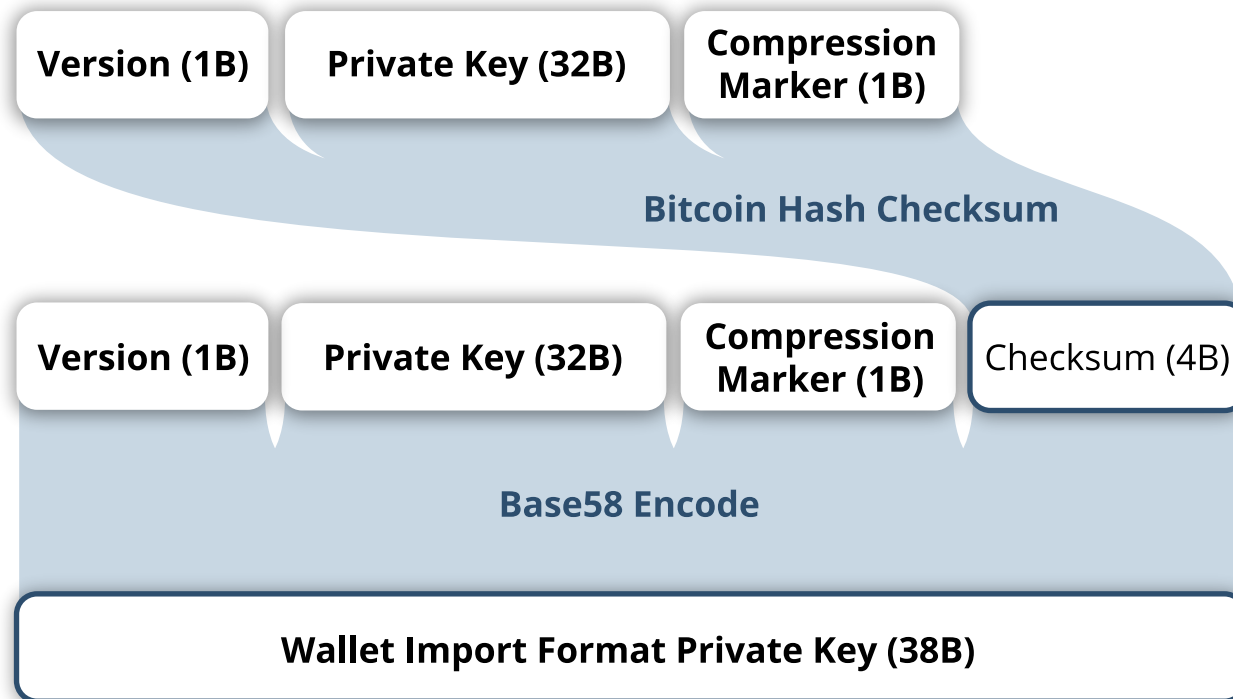 Version (1B)
Private Key (32B)
Compression
Marker (1B)
Bitcoin Hash Checksum
Version (1B)
Private Key (32B)
Compression
Marker (1B)
Checksum (4B)
Base58 Encode
Wallet Import Format Private Key (38B)